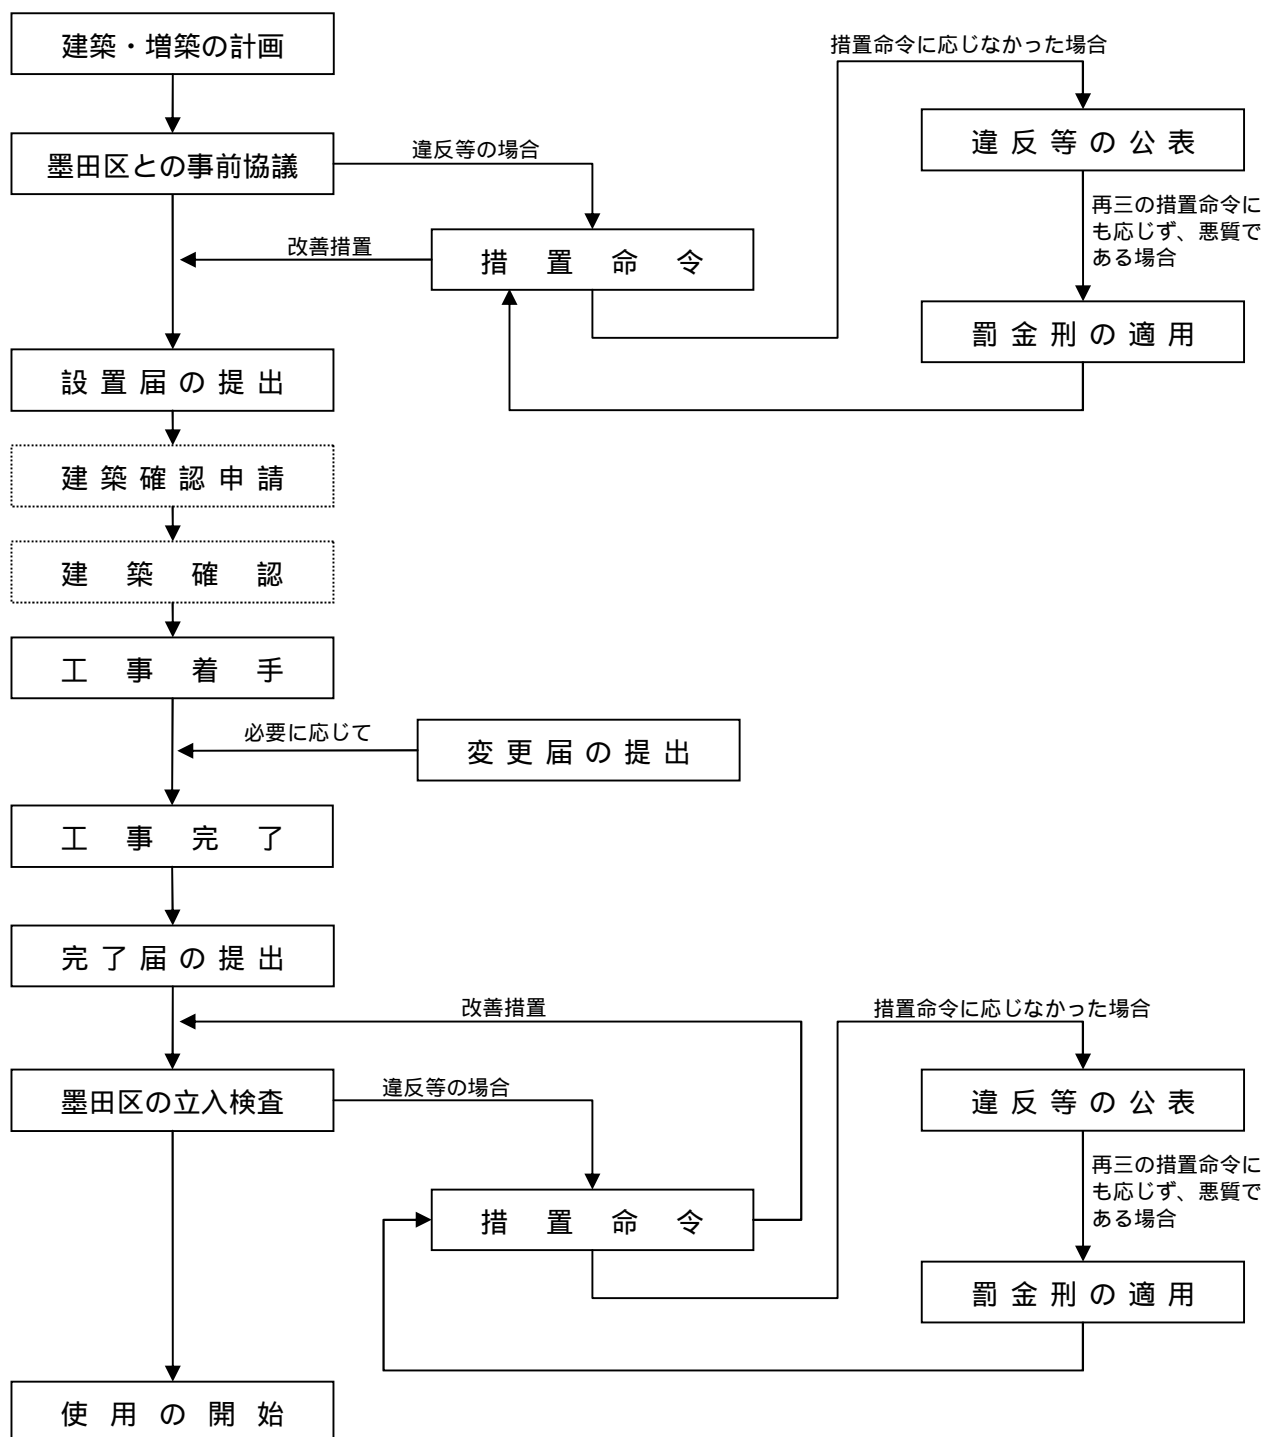 建築・増築の計画
措置命令に応じなかった場合
違反等の公表
墨田区との事前協議
違反等の場合
再三の措置命令に
も応じず、悪質で
ある場合
改善措置
措置命令
罰金刑の適用
設置届の提出
建築確認申請
建築確認
工事着手
必要に応じて
変更届の提出
工事完了
完了届の提出
改善措置
措置命令に応じなかった場合
墨田区の立入検査
違反等の場合
違反等の公表
再三の措置命令に
も応じず、悪質で
ある場合
措置命令
罰金刑の適用
使用の開始